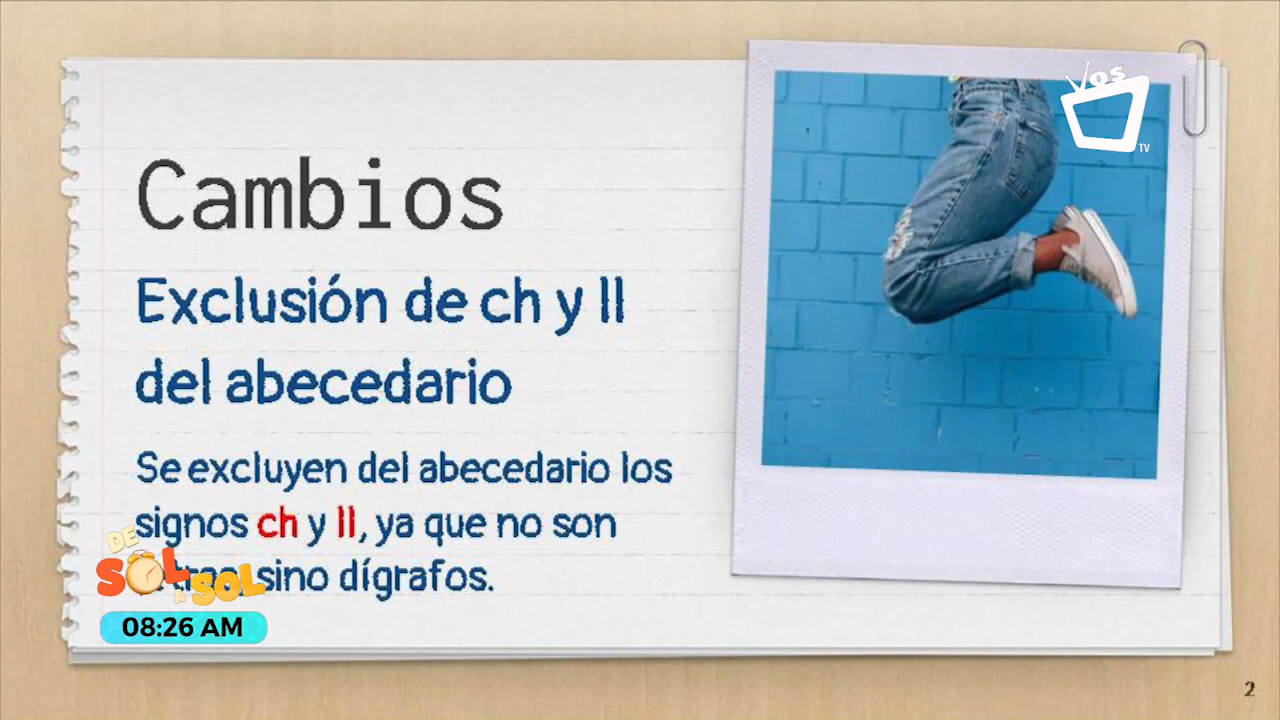 Cambios
Exclusión de ch y ll
del abecedario
Se excluyen del abecedario los
signos ch y ll, ya que no son
sino dígrafos.
OS
TV
DE
SOL
A
SOL
08:26 AM
2